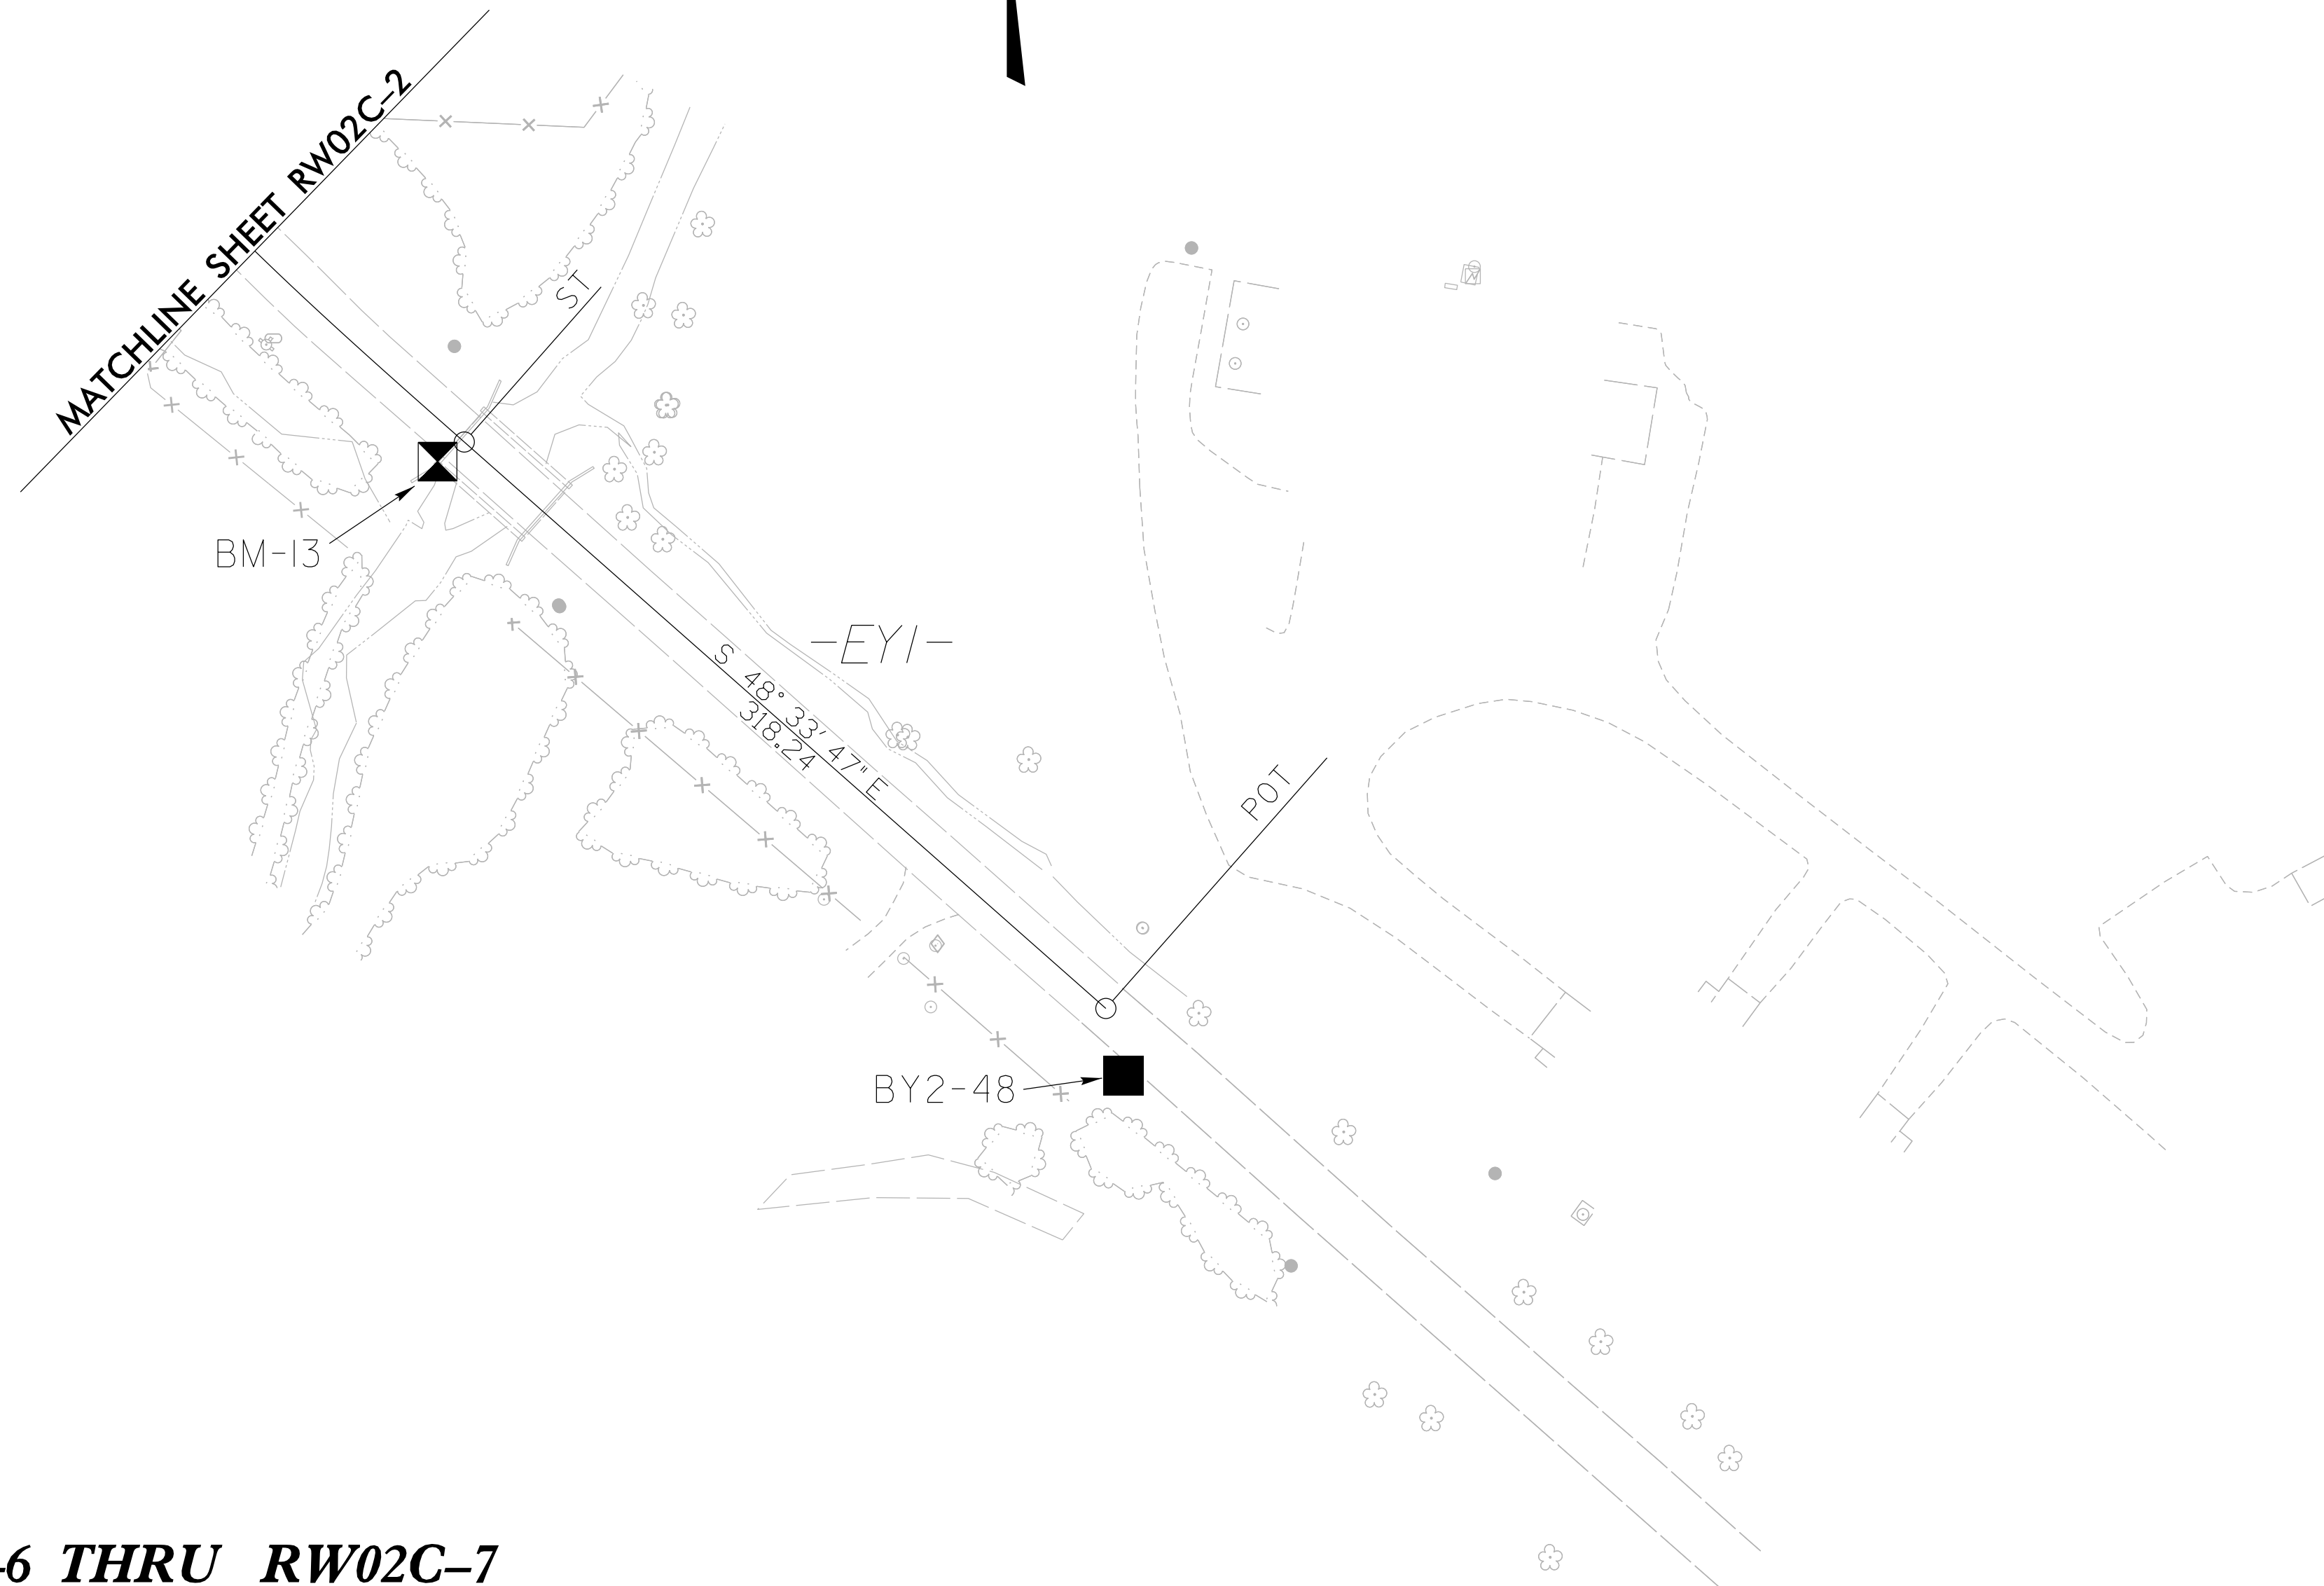 MATCHLINE SHEET RW02C-2
ST
BM-13
-EY1-
S 48° 33' 47" E
318.24
POT
BY2-48
6 THRU RW02C-7